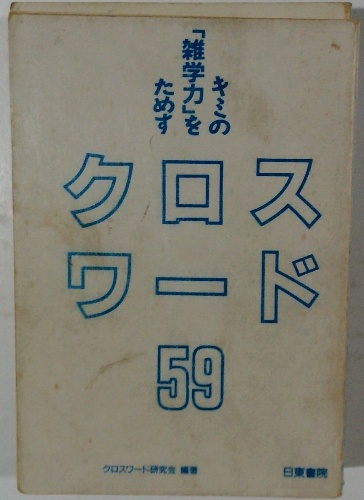 キミの
「雑学力」を
ためす
クロス
ワード
59
クロスワード研究会 編著
日東書院